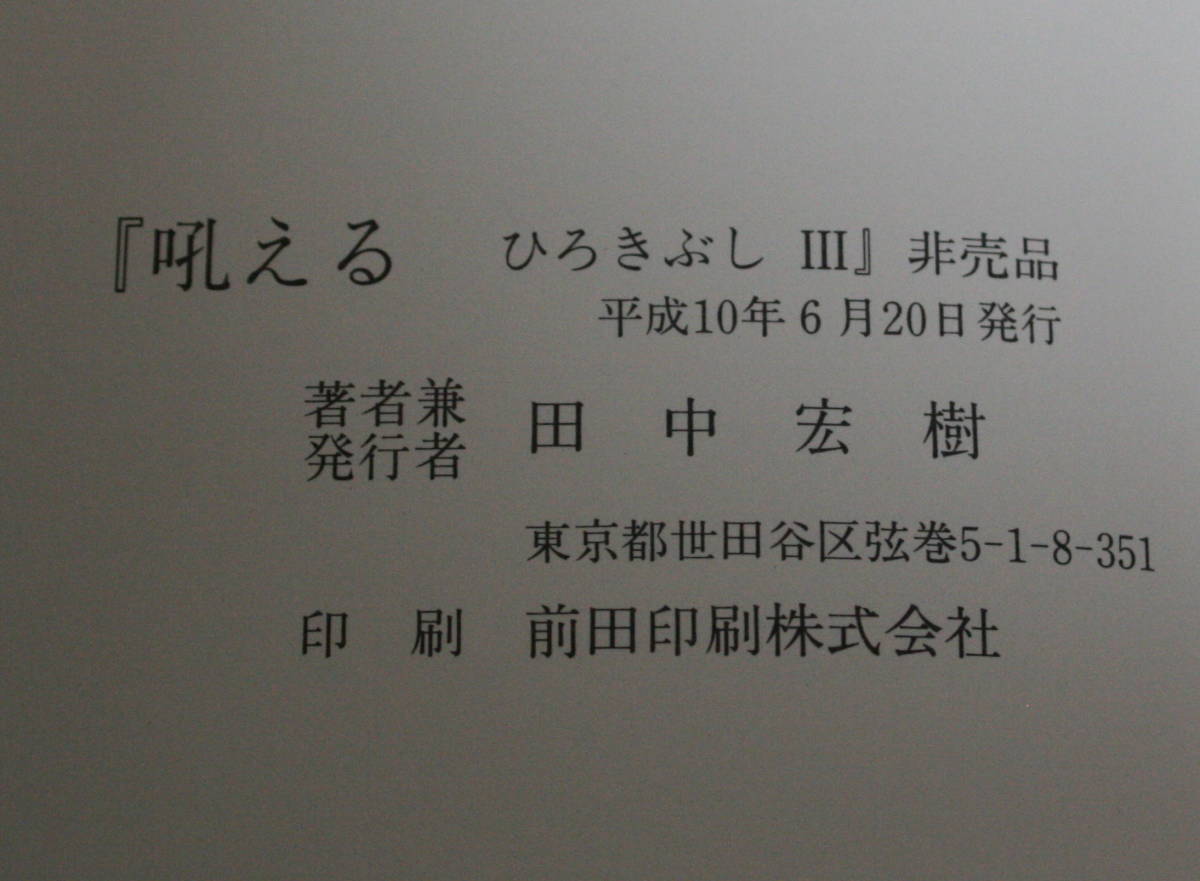 『吼える　ひろきぶし III』非売品
平成10年6月20日発行
著者兼
発行者　田中宏樹
東京都世田谷区弦巻5-1-8-351
印刷　前田印刷株式会社